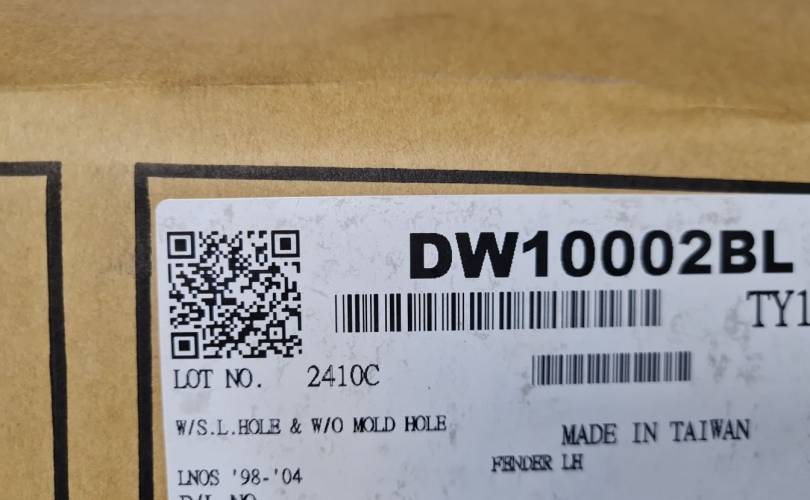 DW10002BL
TY1
LOT NO. 2410C
W/S.L.HOLE & W/O MOLD HOLE
MADE IN TAIWAN
FENDER LH
LNOS '98-'04